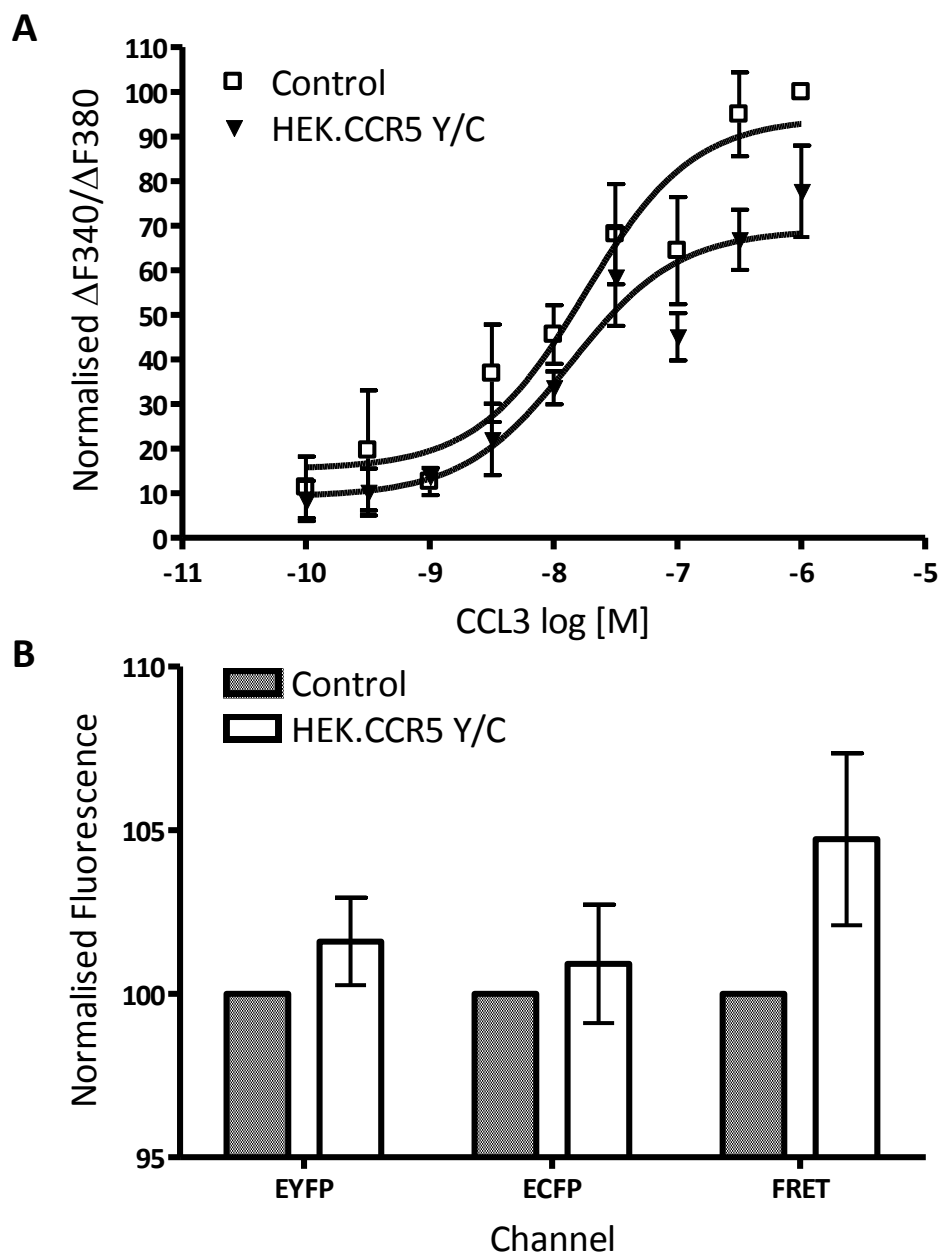 A
Normalised ΔF340/ΔF380
110
100
90
80
70
60
50
40
30
20
10
0
Control
HEK.CCR5 Y/C
-11
-10
-9
-8
-7
-6
-5
CCL3 log [M]
B
Normalised Fluorescence
110
105
100
95
Control
HEK.CCR5 Y/C
EYFP
ECFP
FRET
Channel